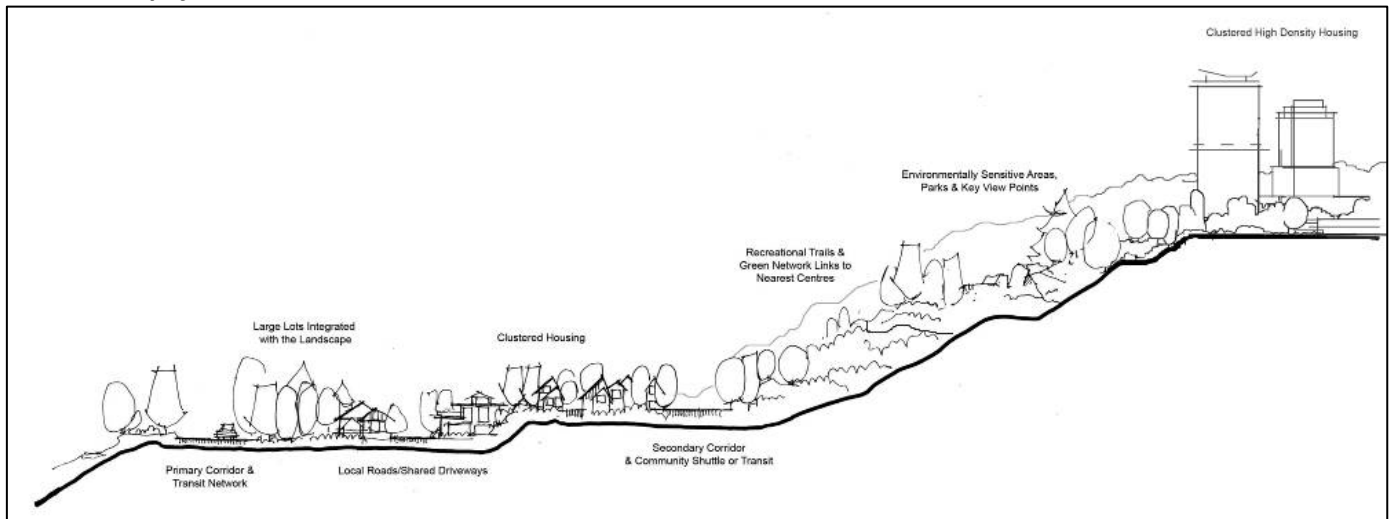 Clustered High Density Housing
Environmentally Sensitive Areas,
Parks & Key View Points
Recreational Trails &
Green Network Links to
Nearest Centres
Large Lots Integrated
with the Landscape
Clustered Housing
Primary Corridor &
Transit Network
Local Roads/Shared Driveways
Secondary Corridor
& Community Shuttle or Transit